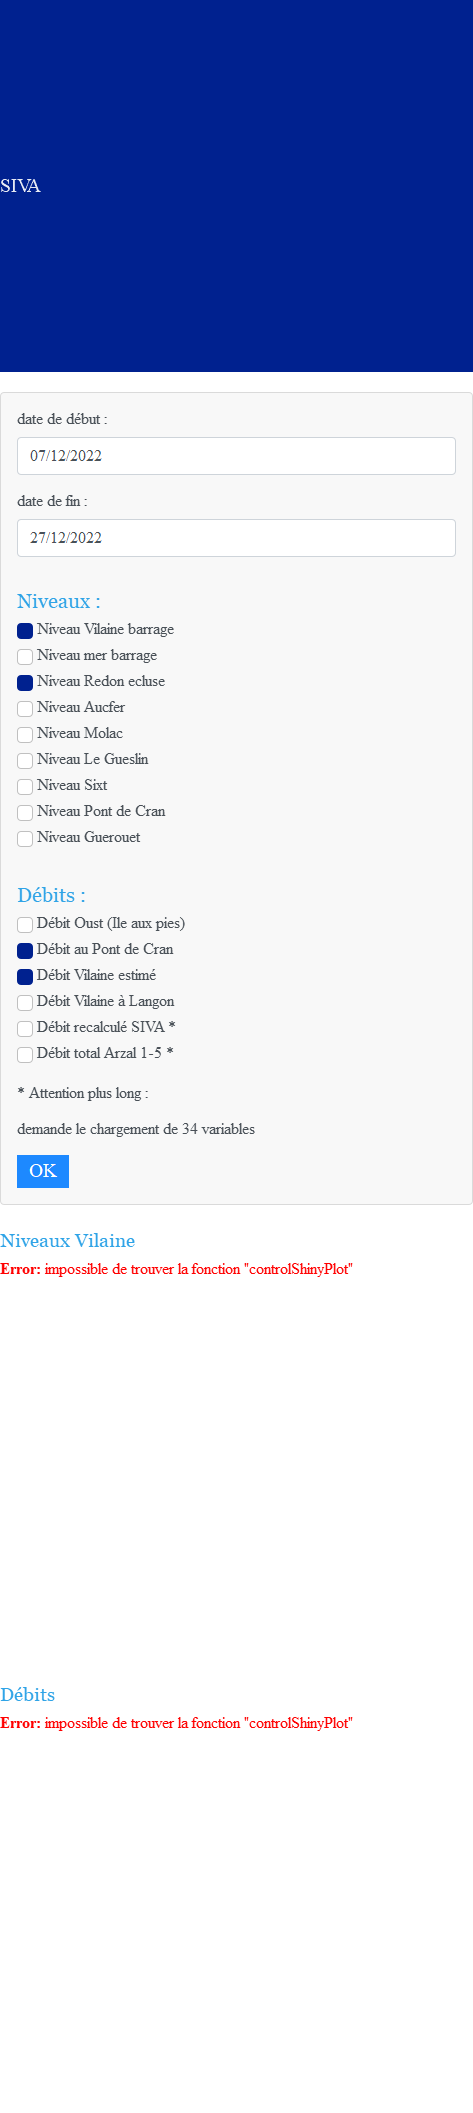 SIVA
date de début :
07/12/2022
date de fin :
27/12/2022
Niveaux :
Niveau Vilaine barrage
Niveau mer barrage
Niveau Redon ecluse
Niveau Aucfer
Niveau Molac
Niveau Le Gueslin
Niveau Sixt
Niveau Pont de Cran
Niveau Guerouet
Débits :
Débit Oust (Ile aux pies)
Débit au Pont de Cran
Débit Vilaine estimé
Débit Vilaine à Langon
Débit recalculé SIVA *
Débit total Arzal 1-5 *
* Attention plus long :
demande le chargement de 34 variables
OK
Niveaux Vilaine
Error: impossible de trouver la fonction "controlShinyPlot"
Débits
Error: impossible de trouver la fonction "controlShinyPlot"